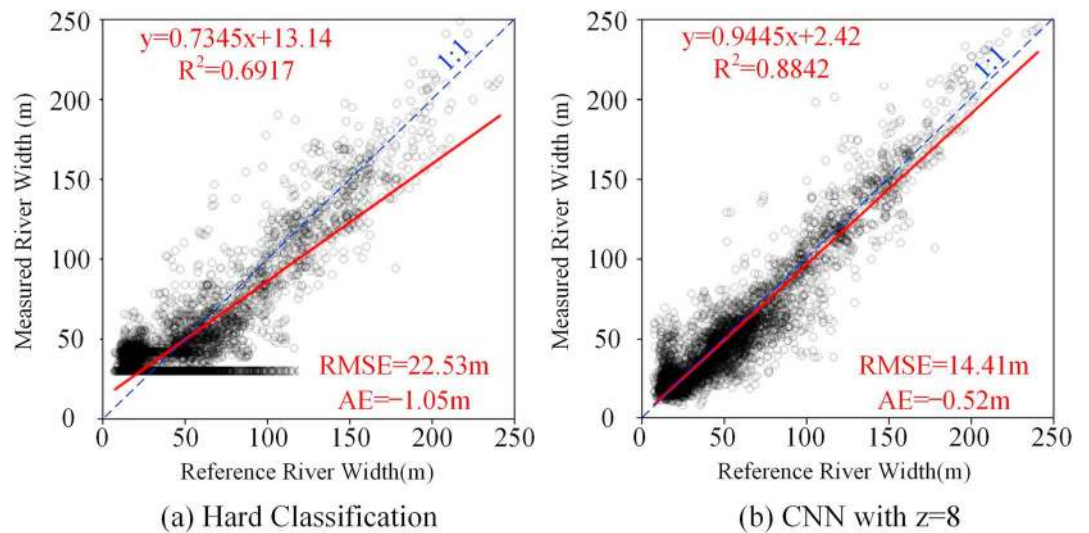 y=0.7345x+13.14
R²=0.6917
1:1
Measured River Width (m)
250
200
150
100
50
0
RMSE=22.53m
AE=−1.05m
0 50 100 150 200 250
Reference River Width(m)
(a) Hard Classification
y=0.9445x+2.42
R²=0.8842
1:1
Measured River Width (m)
250
200
150
100
50
0
RMSE=14.41m
AE=−0.52m
0 50 100 150 200 250
Reference River Width(m)
(b) CNN with z=8